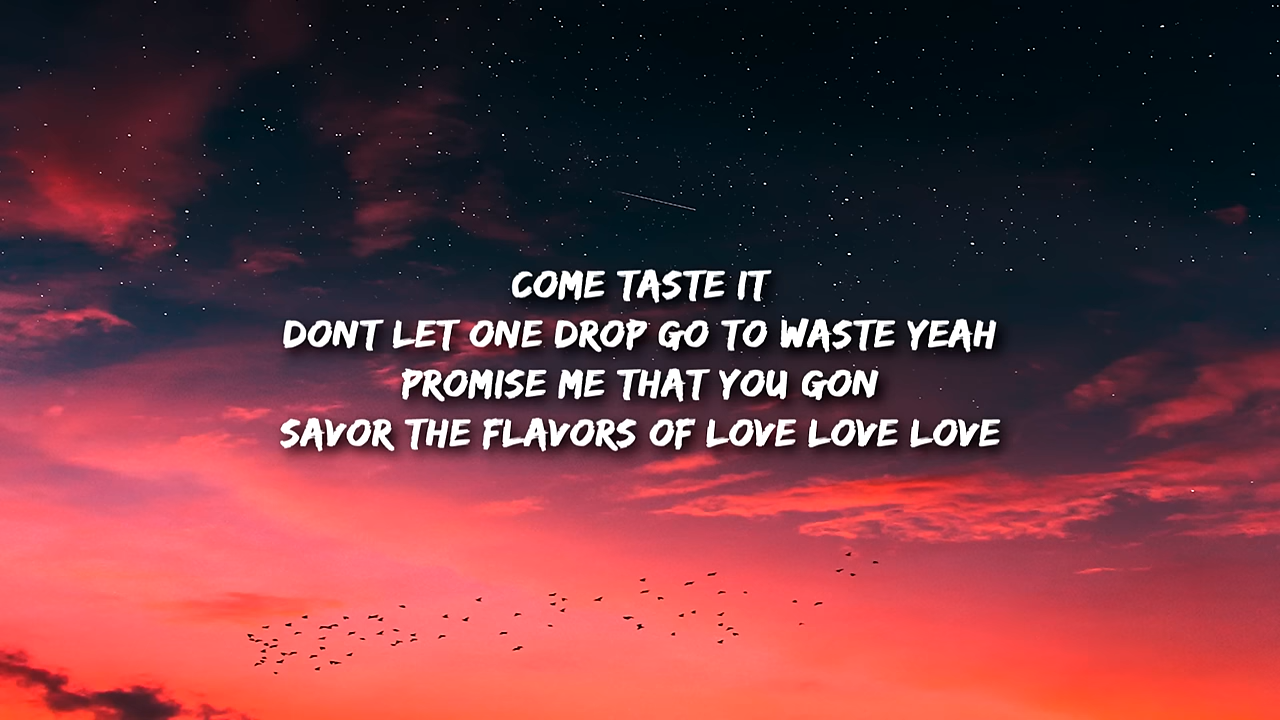 COME TASTE IT
DONT LET ONE DROP GO TO WASTE YEAH
PROMISE ME THAT YOU GON
SAVOR THE FLAVORS OF LOVE LOVE LOVE